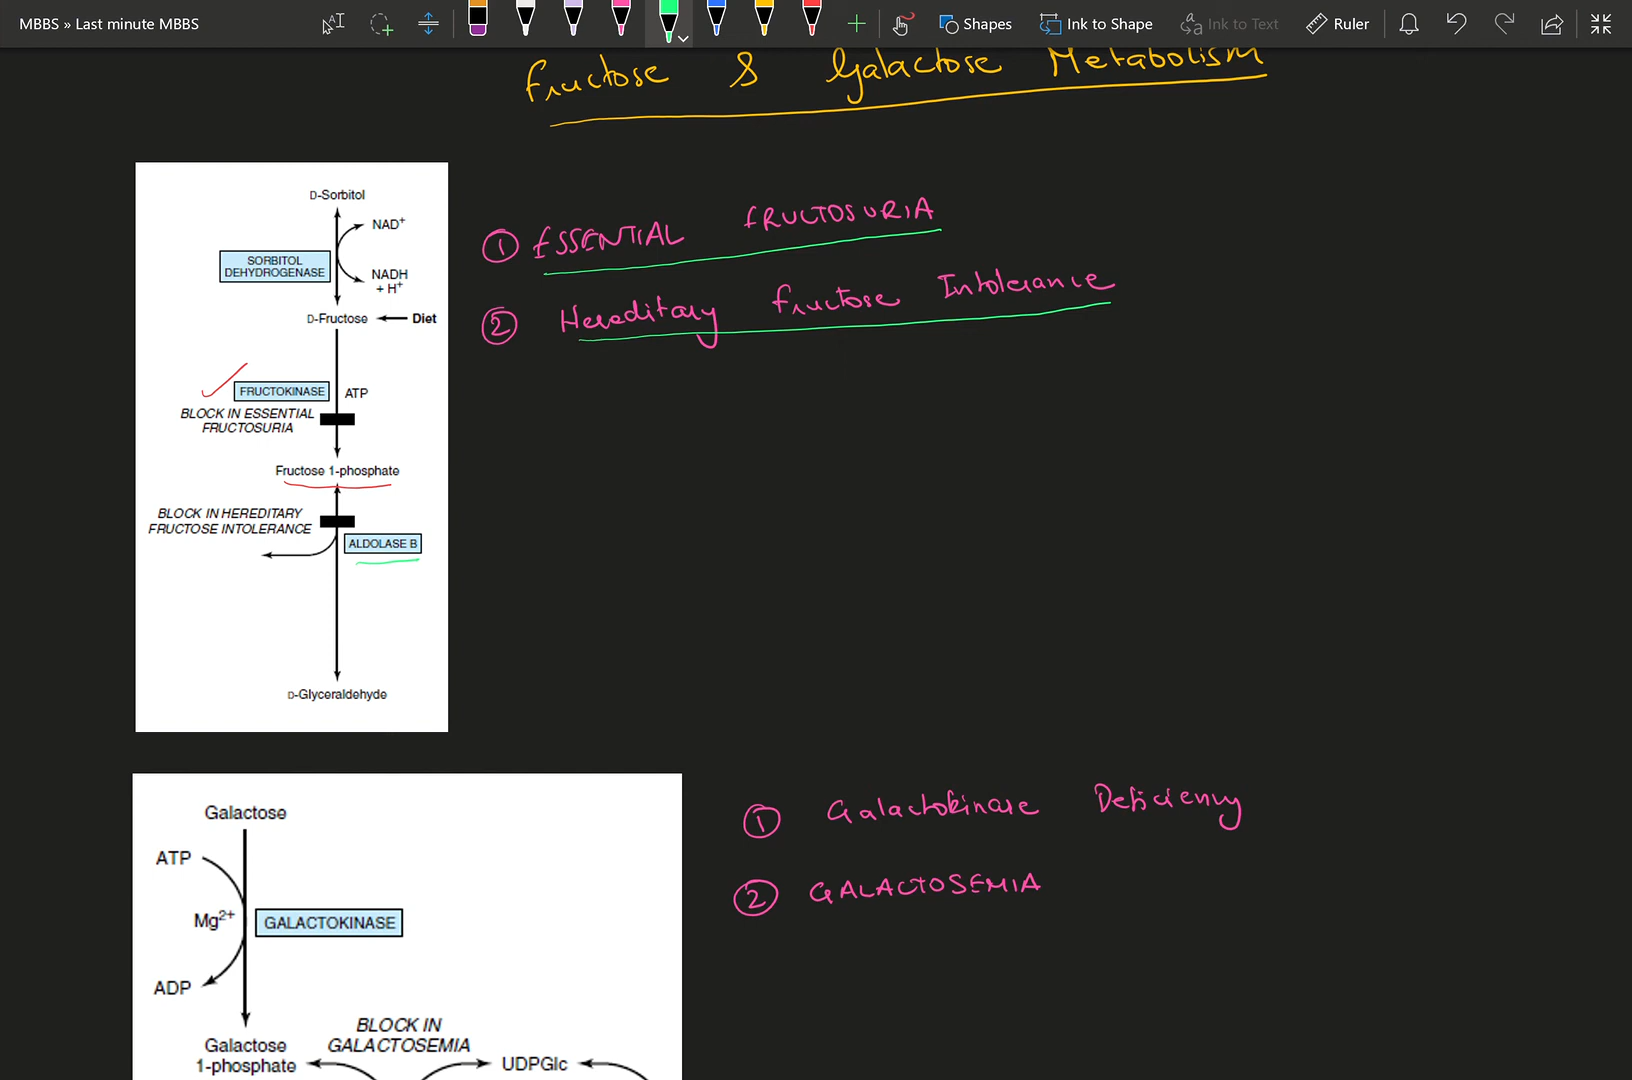 MBBS » Last minute MBBS
Shapes
Ink to Shape
Ink to Text
Ruler
Fructose & Galactose Metabolism
D-Sorbitol
NAD+
SORBITOL
DEHYDROGENASE
NADH
+ H+
D-Fructose
Diet
FRUCTOKINASE
ATP
BLOCK IN ESSENTIAL
FRUCTOSURIA
Fructose 1-phosphate
BLOCK IN HEREDITARY
FRUCTOSE INTOLERANCE
ALDOLASE B
D-Glyceraldehyde
① ESSENTIAL FRUCTOSURIA
② Hereditary Fructose Intolerance
Galactose
ATP
Mg2+
GALACTOKINASE
ADP
BLOCK IN
GALACTOSEMIA
Galactose
1-phosphate
UDPGlc
① Galactokinase Deficiency
② GALACTOSEMIA